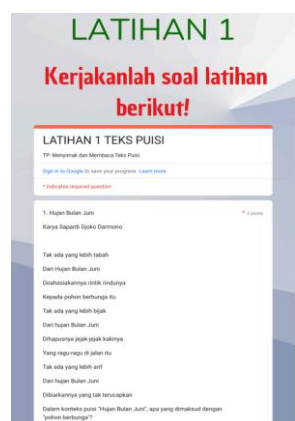 LATIHAN 1
Kerjakanlah soal latihan
berikut!
LATIHAN 1 TEKS PUISI
TP: Menyimak dan Membaca Teks Puisi
Sign in to Google to save your progress. Learn more
* Indicates required question
1. Hujan Bulan Juni * 2 points
Karya Sapardi Djoko Darmono
Tak ada yang lebih tabah
Dari Hujan Bulan Juni
Dirahasiakannya rintik rindunya
Kepada pohon berbunga itu
Tak ada yang lebih bijak
Dari hujan Bulan Juni
Dihapusnya jejak-jejak kakinya
Yang ragu-ragu di jalan itu
Tak ada yang lebih arif
Dari hujan Bulan Juni
Dibiarkannya yang tak terucapkan
Dalam konteks puisi "Hujan Bulan Juni", apa yang dimaksud dengan
"pohon berbunga"?